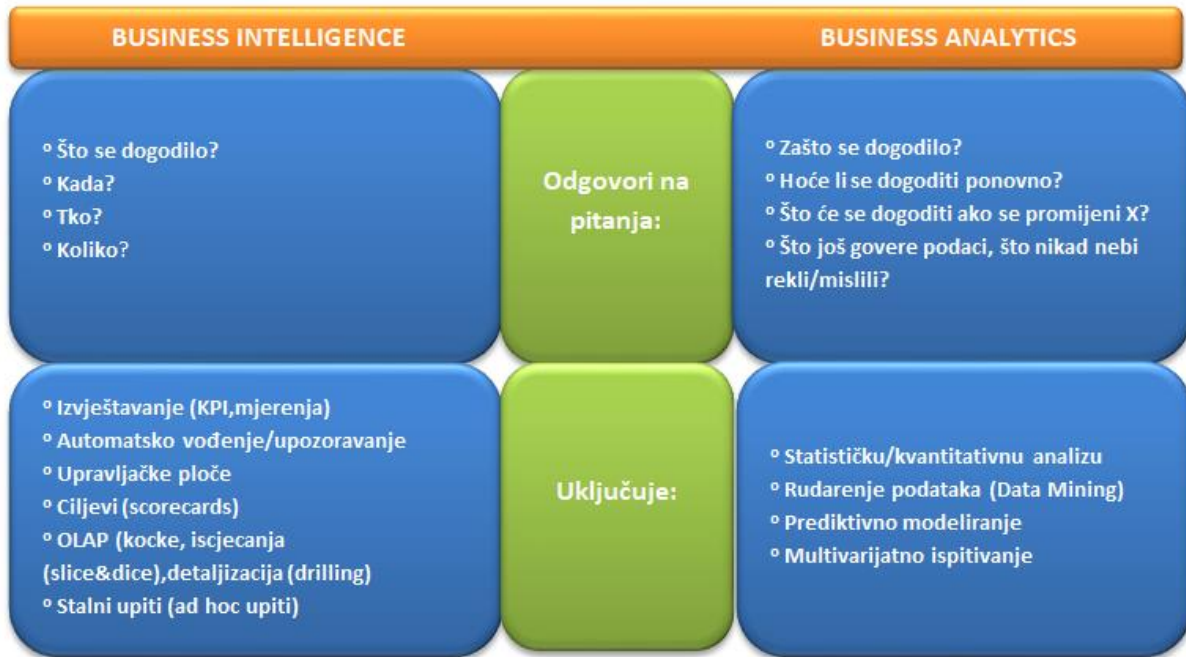 BUSINESS INTELLIGENCE
BUSINESS ANALYTICS
° Što se dogodilo?
° Kada?
° Tko?
° Koliko?
Odgovori na
pitanja:
° Zašto se dogodilo?
° Hoće li se dogoditi ponovno?
° Što će se dogoditi ako se promijeni X?
° Što još govere podaci, što nikad nebi
rekli/mislili?
° Izvještavanje (KPI,mjerenja)
° Automatsko vođenje/upozoravanje
° Upravljačke ploče
° Ciljevi (scorecards)
° OLAP (kocke, iscjecanja
(slice&dice),detaljizacija (drilling)
° Stalni upiti (ad hoc upiti)
Uključuje:
° Statističku/kvantitativnu analizu
° Rudarenje podataka (Data Mining)
° Prediktivno modeliranje
° Multivarijatno ispitivanje